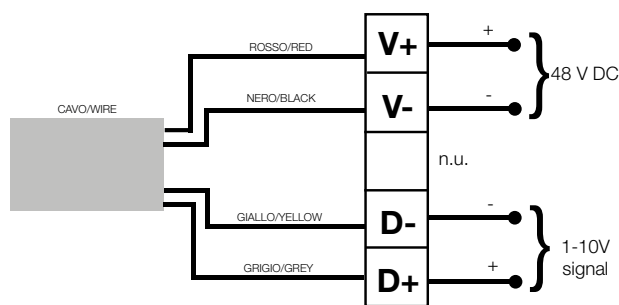 ROSSO/RED
V+
+
48 V DC
NERO/BLACK
V-
-
CAVO/WIRE
n.u.
GIALLO/YELLOW
D-
-
1-10V
signal
GRIGIO/GREY
D+
+